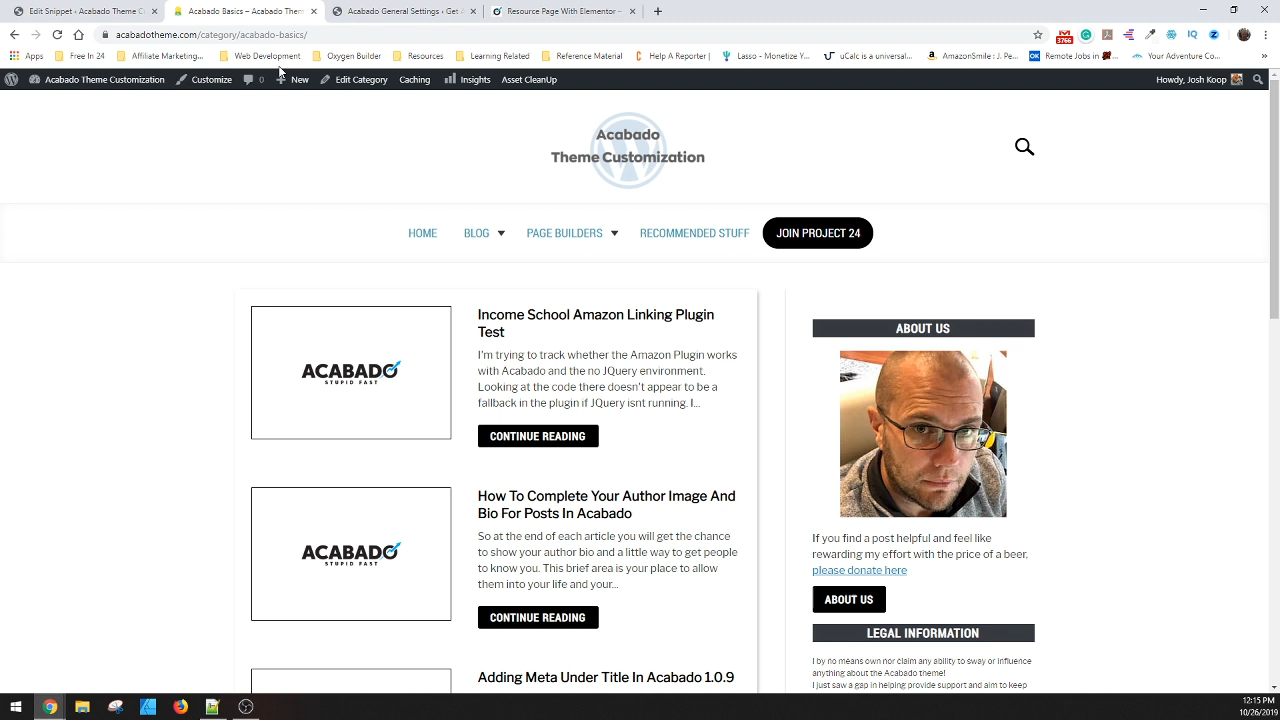 Edit Snippet ‹ Acabado Theme C
Acabado Basics – Acabado Them
Acabado General Settings ‹ Get A
Resource Page With Elementor –
acabadotheme.com/category/acabado-basics/
3766
Apps
Free In 24
Affiliate Marketing...
Web Development
Oxygen Builder
Resources
Learning Related
Reference Material
Help A Reporter |
Lasso - Monetize Y...
uCalc is a universal...
AmazonSmile : J. Pe...
Remote Jobs in
Your Adventure Co...
Acabado Theme Customization
Customize
0
New
Edit Category
Caching
Insights
Asset CleanUp
Howdy, Josh Koop
Acabado
Theme Customization
HOME
BLOG
PAGE BUILDERS
RECOMMENDED STUFF
JOIN PROJECT 24
ACABADO
STUPID FAST
Income School Amazon Linking Plugin
Test
I'm trying to track whether the Amazon Plugin works
with Acabado and the no JQuery environment.
Looking at the code there doesn't appear to be a
fallback in the plugin if JQuery isnt running. I...
CONTINUE READING
ACABADO
STUPID FAST
How To Complete Your Author Image And
Bio For Posts In Acabado
So at the end of each article you will get the chance
to show your author bio and a little way to get people
to know you. This brief area is your place to allow
them into your life and your...
CONTINUE READING
Adding Meta Under Title In Acabado 1.0.9
ABOUT US
If you find a post helpful and feel like
rewarding my effort with the price of a beer,
please donate here
ABOUT US
LEGAL INFORMATION
I by no means own nor claim any ability to sway or influence
anything about the Acabado theme!
I just saw a gap in helping provide support and aim to keep
12:15 PM
10/26/2019